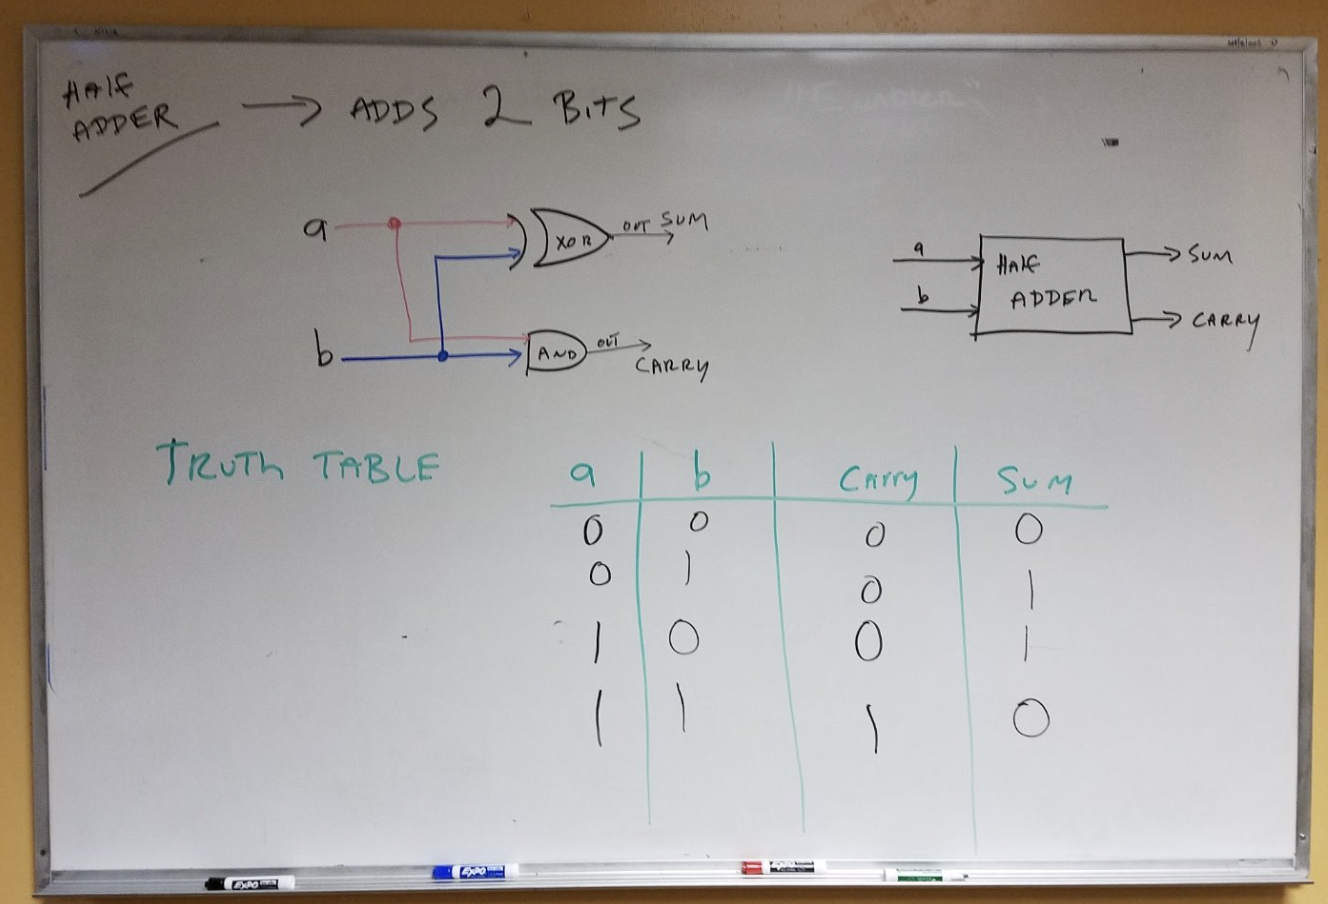 HALF
ADDER → ADDS 2 BITS
a
XOR
OUT SUM
b
AND
OUT
CARRY
a
b
HALF
ADDER
SUM
CARRY
TRUTH TABLE
a b Carry Sum
0 0 0 0
0 1 0 1
1 0 0 1
1 1 1 0
EXPO
EXPO
EXPO